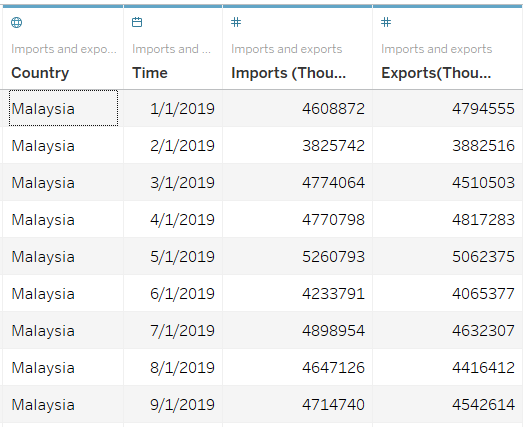 Imports and expo... Imports and ... Imports and exports Imports and exports
Country Time Imports (Thou... Exports(Thou...
Malaysia 1/1/2019 4608872 4794555
Malaysia 2/1/2019 3825742 3882516
Malaysia 3/1/2019 4774064 4510503
Malaysia 4/1/2019 4770798 4817283
Malaysia 5/1/2019 5260793 5062375
Malaysia 6/1/2019 4233791 4065377
Malaysia 7/1/2019 4898954 4632307
Malaysia 8/1/2019 4647126 4416412
Malaysia 9/1/2019 4714740 4542614